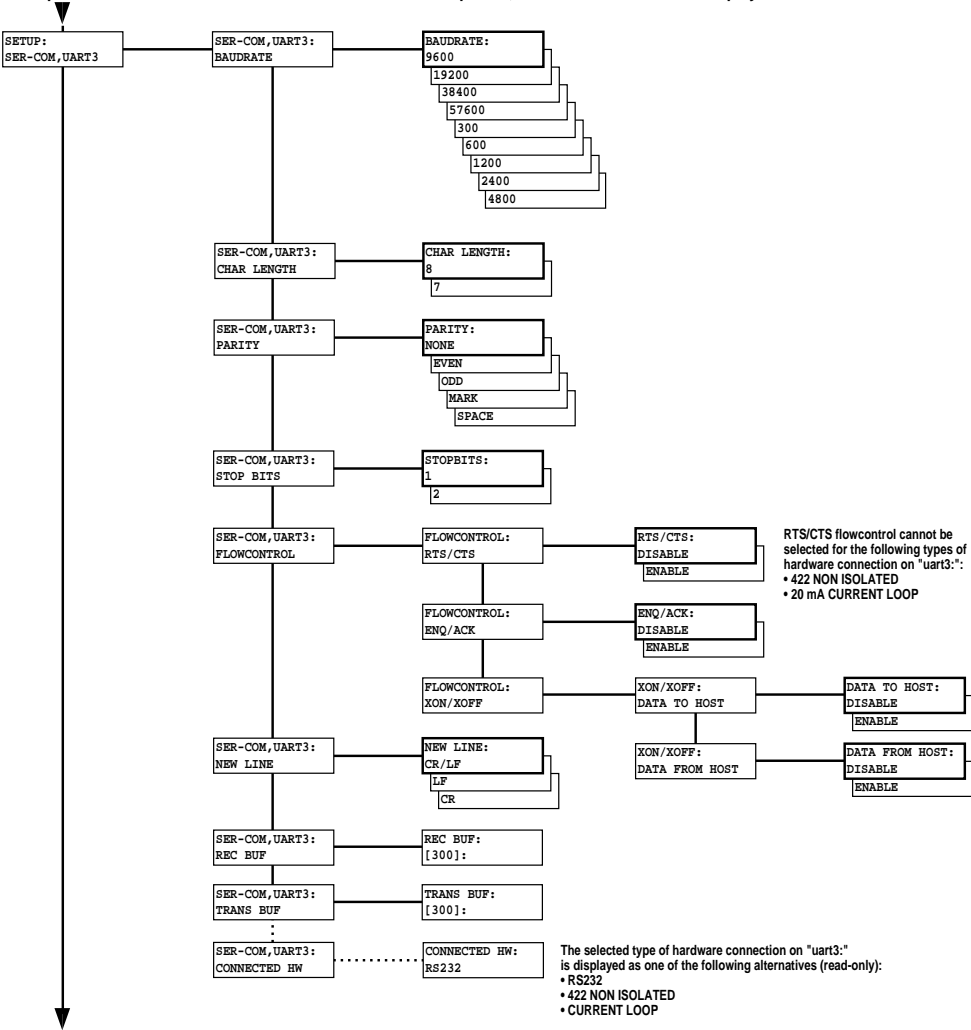 SETUP:
SER-COM,UART3
SER-COM,UART3:
BAUDRATE
BAUDRATE:
9600
19200
38400
57600
300
600
1200
2400
4800
SER-COM,UART3:
CHAR LENGTH
CHAR LENGTH:
8
7
SER-COM,UART3:
PARITY
PARITY:
NONE
EVEN
ODD
MARK
SPACE
SER-COM,UART3:
STOP BITS
STOPBITS:
1
2
SER-COM,UART3:
FLOWCONTROL
FLOWCONTROL:
RTS/CTS
RTS/CTS:
DISABLE
ENABLE
RTS/CTS flowcontrol cannot be
selected for the following types of
hardware connection on "uart3:":
• 422 NON ISOLATED
• 20 mA CURRENT LOOP
FLOWCONTROL:
ENQ/ACK
ENQ/ACK:
DISABLE
ENABLE
FLOWCONTROL:
XON/XOFF
XON/XOFF:
DATA TO HOST
DATA TO HOST:
DISABLE
ENABLE
XON/XOFF:
DATA FROM HOST
DATA FROM HOST:
DISABLE
ENABLE
SER-COM,UART3:
NEW LINE
NEW LINE:
CR/LF
LF
CR
SER-COM,UART3:
REC BUF
REC BUF:
[300]:
SER-COM,UART3:
TRANS BUF
TRANS BUF:
[300]:
SER-COM,UART3:
CONNECTED HW
CONNECTED HW:
RS232
The selected type of hardware connection on "uart3:"
is displayed as one of the following alternatives (read-only):
• RS232
• 422 NON ISOLATED
• CURRENT LOOP